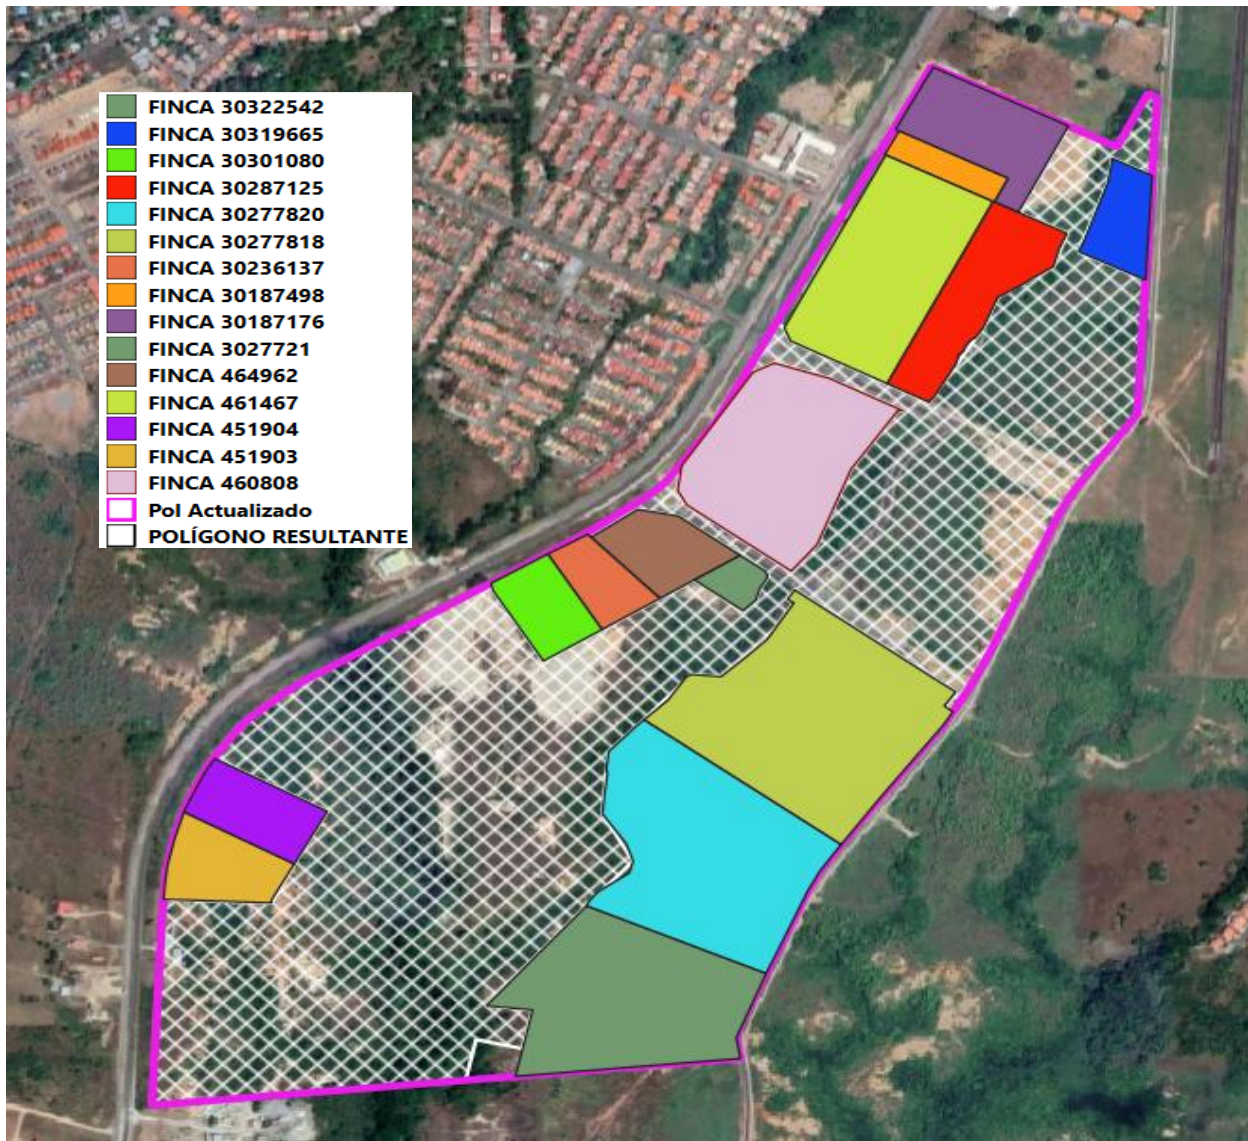 FINCA 30322542
FINCA 30319665
FINCA 30301080
FINCA 30287125
FINCA 30277820
FINCA 30277818
FINCA 30236137
FINCA 30187498
FINCA 30187176
FINCA 3027721
FINCA 464962
FINCA 461467
FINCA 451904
FINCA 451903
FINCA 460808
Pol Actualizado
POLÍGONO RESULTANTE